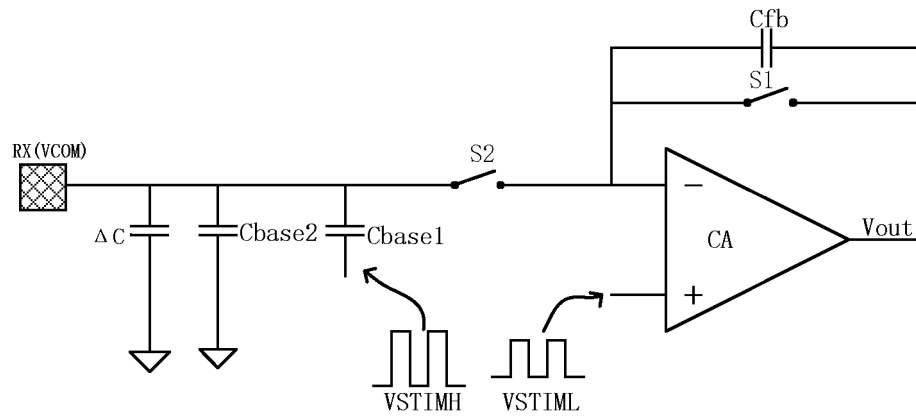 Cfb
S1
RX(VCOM)
S2
ΔC
Cbase2
Cbase1
−
CA
Vout
+
VSTIMH
VSTIML